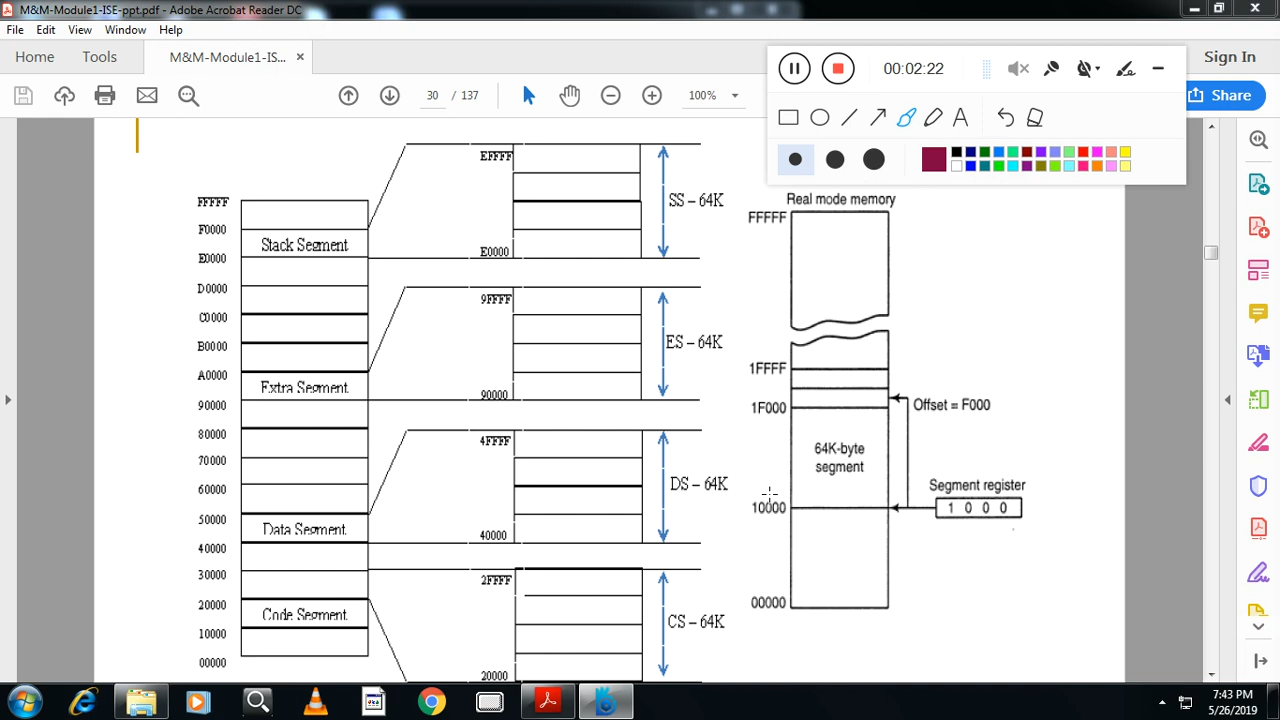 M&M-Module1-ISE-ppt.pdf - Adobe Acrobat Reader DC
File Edit View Window Help
Home Tools M&M-Module1-IS... ×
00:02:22
Sign In
30 / 137
100%
Share
A
Real mode memory
FFFFF
F0000
Stack Segment
E0000
D0000
C0000
B0000
A0000
Extra Segment
90000
80000
70000
60000
50000
Data Segment
40000
30000
20000
Code Segment
10000
00000
EFFFF
SS – 64K
E0000
9FFFF
ES – 64K
90000
4FFFF
DS – 64K
40000
2FFFF
CS – 64K
20000
FFFFF
1FFFF
1F000
Offset = F000
64K-byte
segment
Segment register
10000
1 0 0 0
00000
7:43 PM
5/26/2019